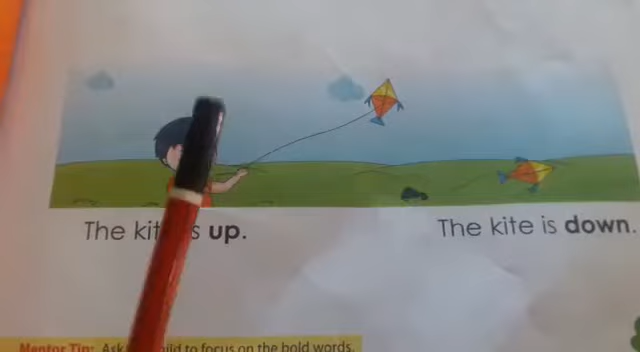 The kit s up.
The kite is down.
Mentor Tip: Ask ild to focus on the bold words.